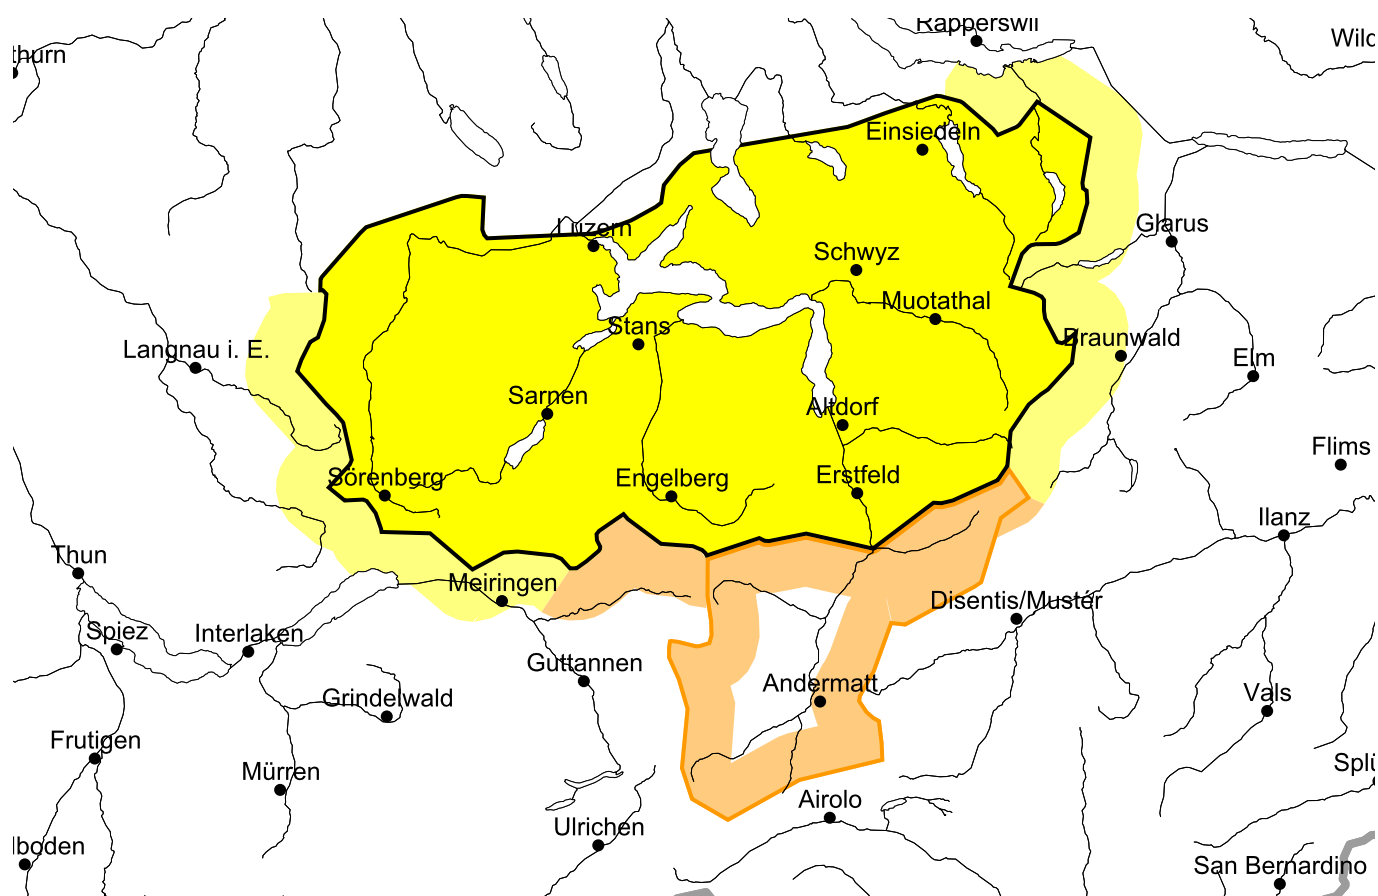 Rapperswil
Wild
thurn
Einsiedeln
Glarus
Luzern
Schwyz
Muotathal
Stans
Braunwald
Langnau i. E.
Elm
Sarnen
Altdorf
Flims
Sörenberg
Engelberg
Erstfeld
Ilanz
Thun
Meiringen
Disentis/Mustér
Spiez
Interlaken
Guttannen
Andermatt
Vals
Grindelwald
Frutigen
Mürren
Splü
Airolo
Ulrichen
lboden
San Bernardino